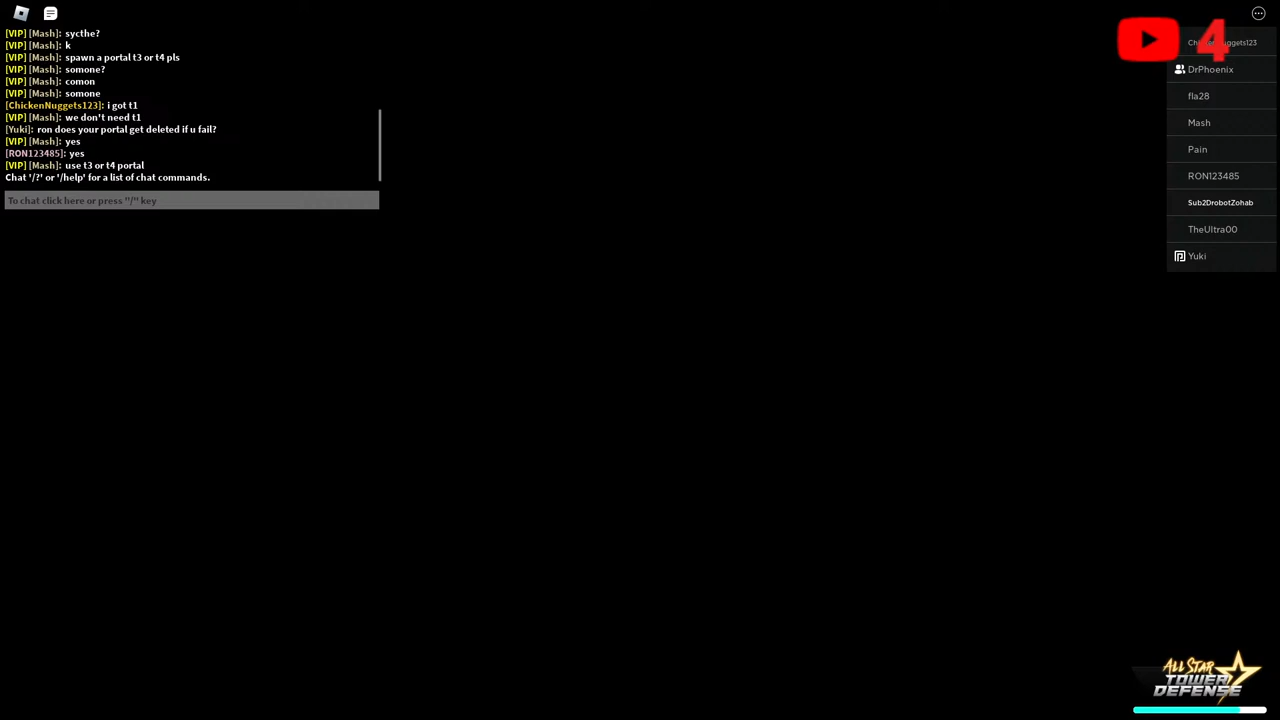 [VIP] [Mash]: sycthe?
[VIP] [Mash]: k
[VIP] [Mash]: spawn a portal t3 or t4 pls
[VIP] [Mash]: somone?
[VIP] [Mash]: comon
[VIP] [Mash]: somone
[ChickenNuggets123]: i got t1
[VIP] [Mash]: we don't need t1
[Yuki]: ron does your portal get deleted if u fail?
[VIP] [Mash]: yes
[RON123485]: yes
[VIP] [Mash]: use t3 or t4 portal
Chat '/?' or '/help' for a list of chat commands.
To chat click here or press "/" key
4
DrPhoenix
fla28
Mash
Pain
RON123485
Sub2DrobotZohab
TheUltra00
Yuki
ALL STAR
TOWER
DEFENSE